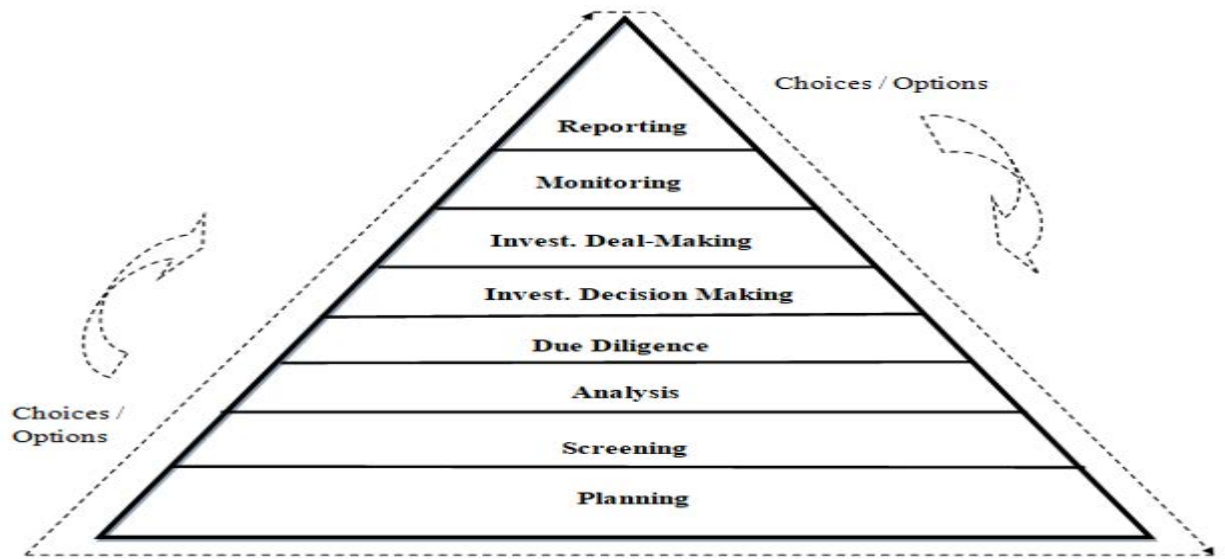 Choices / Options
Reporting
Monitoring
Invest. Deal-Making
Invest. Decision Making
Due Diligence
Analysis
Choices /
Options
Screening
Planning